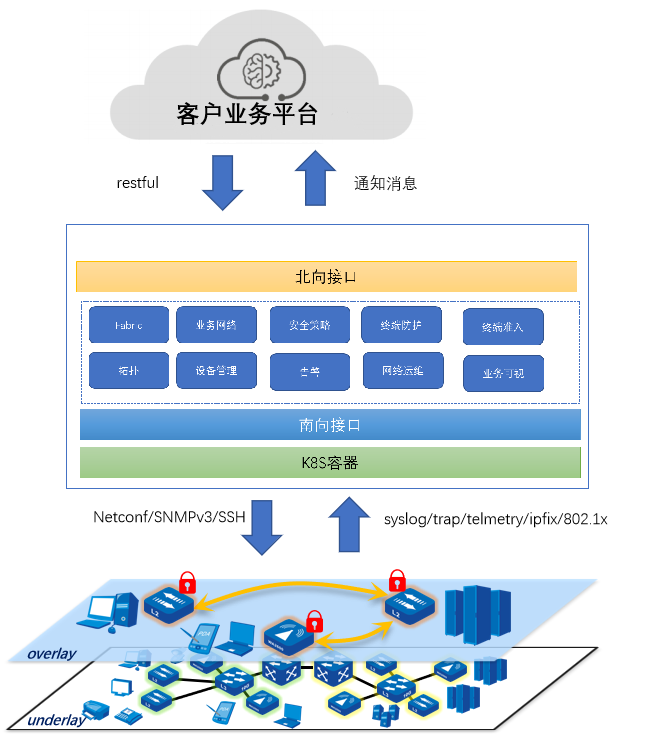 客户业务平台
restful
通知消息
北向接口
Fabric
业务网络
安全策略
终端防护
终端准入
拓扑
设备管理
告警
网络运维
业务可视
南向接口
K8S容器
Netconf/SNMPv3/SSH
syslog/trap/telmetry/ipfix/802.1x
L2
L2
PDA
overlay
underlay